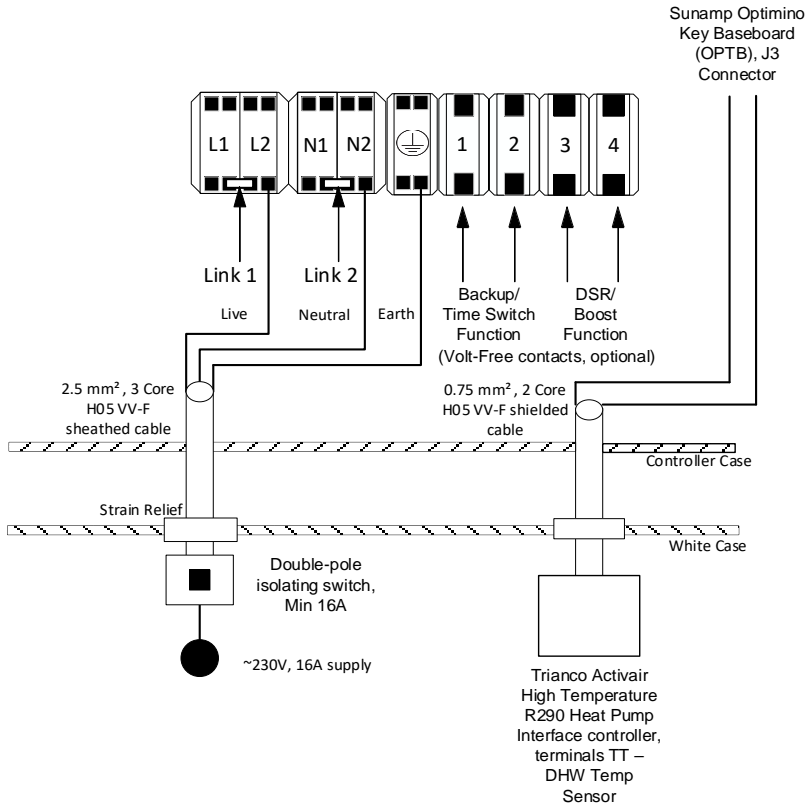 Sunamp Optimino
Key Baseboard
(OPTB), J3
Connector
L1 L2 N1 N2 1 2 3 4
Link 1
Link 2
Live
Neutral
Earth
Backup/
Time Switch
Function
(Volt-Free contacts, optional)
DSR/
Boost
Function
2.5 mm², 3 Core
H05 VV-F
sheathed cable
0.75 mm², 2 Core
H05 VV-F shielded
cable
Controller Case
Strain Relief
White Case
Double-pole
isolating switch,
Min 16A
~230V, 16A supply
Trianco Activair
High Temperature
R290 Heat Pump
Interface controller,
terminals TT –
DHW Temp
Sensor